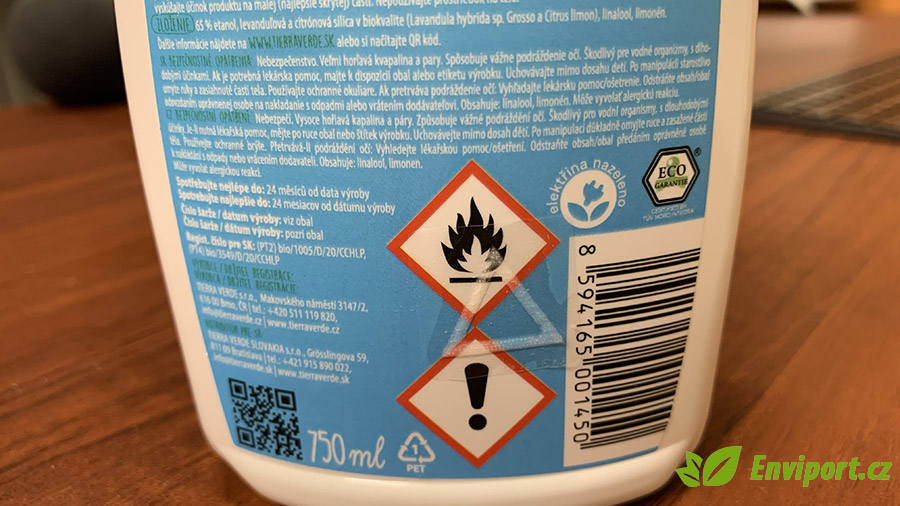 vyskúšajte účinok produktu na malej (najlepšie skrytej) časti. Nepoužívajte prostriedok na
ZLOŽENIE 65 % etanol, levanduľová a citrónová silica v biokvalite (Lavandula hybrida sp. Grosso a Citrus limon), linalool, limonén.
Ďalšie informácie nájdete na WWW.TIERRAVERDE.SK alebo si načítajte QR kód.
SK BEZPEČNOSTNÉ OPATRENIA Nebezpečenstvo. Veľmi horľavá kvapalina a pary. Spôsobuje vážne podráždenie očí. Škodlivý pre vodné organizmy, s dlho-
dobými účinkami. Ak je potrebná lekárska pomoc, majte k dispozícii obal alebo etiketu výrobku. Uchovávajte mimo dosahu detí. Po manipulácii starostlivo
omyte ruky a zasiahnuté časti tela. Používajte ochranné okuliare. Ak pretrváva podráždenie očí: Vyhľadajte lekársku pomoc/ošetrenie. Odstráňte obsah/obal
odovzdaním oprávnenej osobe na nakladanie s odpadmi alebo vrátením dodávateľovi. Obsahuje: linalool, limonén. Môže vyvolať alergickú reakciu.
CZ BEZPEČNOSTNÍ OPATŘENÍ Nebezpečí. Vysoce hořlavá kapalina a páry. Způsobuje vážné podráždění očí. Škodlivý pro vodní organismy, s dlouhodobými
účinky. Je-li nutná lékařská pomoc, mějte po ruce obal nebo štítek výrobku. Uchovávejte mimo dosah dětí. Po manipulaci důkladně omyjte ruce a zasažené části
těla. Používejte ochranné brýle. Přetrvává-li podráždění očí: Vyhledejte lékařskou pomoc/ošetření. Odstraňte obsah/obal předáním oprávněné osobě
k nakládání s odpady nebo vrácením dodavateli. Obsahuje: linalool, limonen.
Může vyvolat alergickou reakci.
Spotřebujte nejlépe do: 24 měsíců od data výroby
Spotrebujte najlepšie do: 24 mesiacov od dátumu výroby
Číslo šarže / datum výroby: viz obal
Číslo šarže / dátum výroby: pozri obal
Regist. číslo pre SK: (PT2) bio/1005/D/20/CCHLP,
(PT4) bio/3549/D/20/CCHLP
VÝROBCE / DRŽITEL REGISTRACE:
VÝROBCA / DRŽITEĽ REGISTRÁCIE:
TIERRA VERDE s.r.o., Makovského náměstí 3147/2,
616 00 Brno, ČR | tel.: +420 511 119 820,
info@tierraverde.cz | www.tierraverde.cz
DISTRIBÚTOR PRE SR:
TIERRA VERDE SLOVAKIA s.r.o., Grösslingova 59,
811 09 Bratislava | tel.: +421 915 890 022,
info@tierraverde.sk | www.tierraverde.sk
750 ml
1
PET
elektřina nazeleno
ECO
GARANTIE
®
CERTIFIED BY
TÜV NORD INTEGRA
8 594165 001450
Enviport.cz